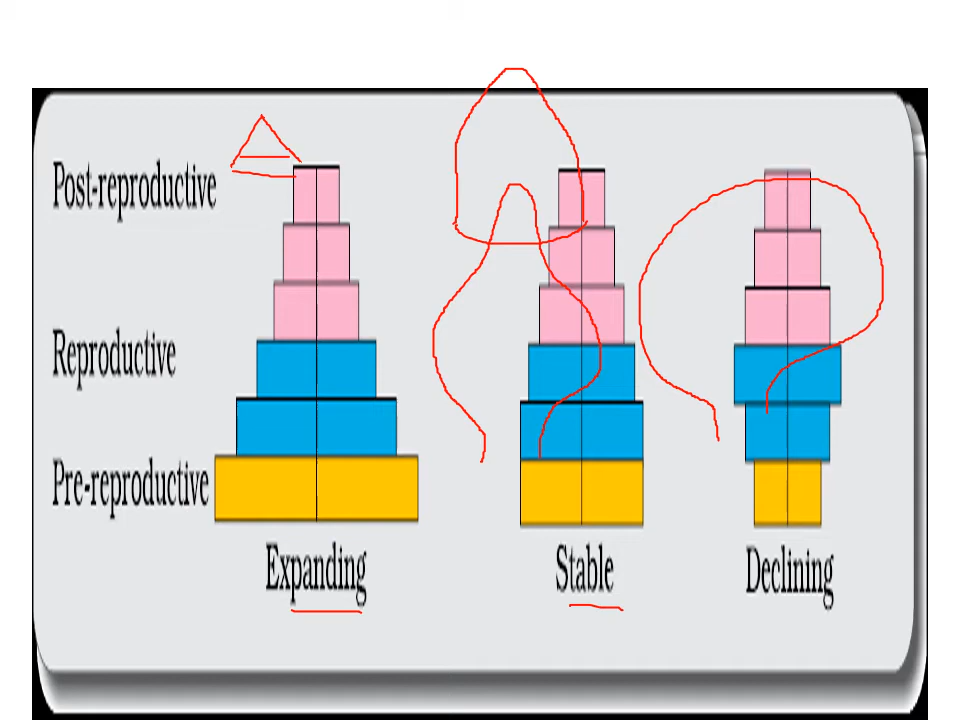 Post-reproductive
Reproductive
Pre-reproductive
Expanding
Stable
Declining